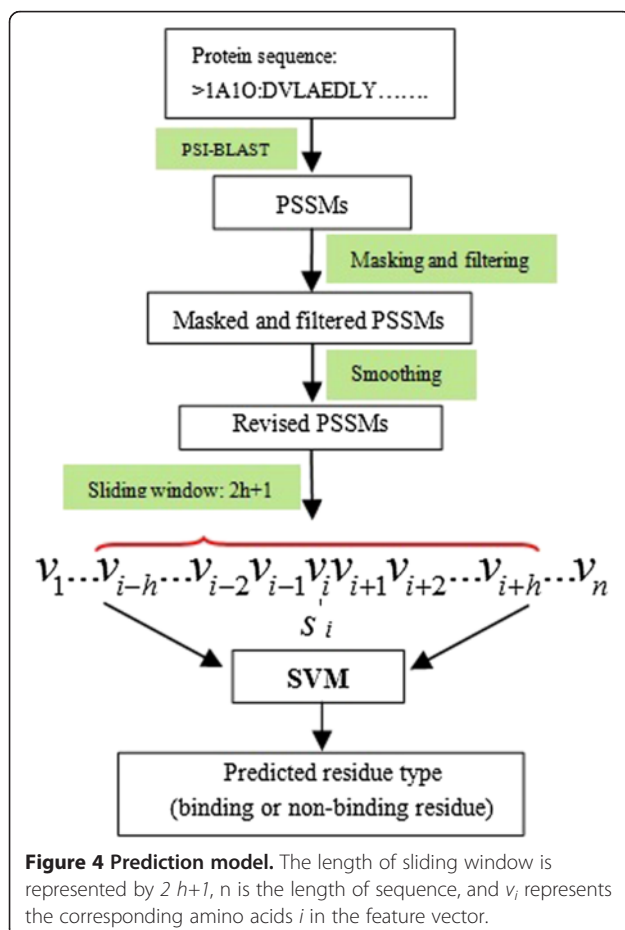 Protein sequence:
>1A1O:DVLAEDLY.......
PSI-BLAST
PSSMs
Masking and filtering
Masked and filtered PSSMs
Smoothing
Revised PSSMs
Sliding window: 2h+1
v₁...vᵢ₋ₕ...vᵢ₋₂vᵢ₋₁vᵢvᵢ₊₁vᵢ₊₂...vᵢ₊ₕ...vₙ
s i
SVM
Predicted residue type
(binding or non-binding residue)
Figure 4 Prediction model. The length of sliding window is
represented by 2 h+1, n is the length of sequence, and vᵢ represents
the corresponding amino acids i in the feature vector.